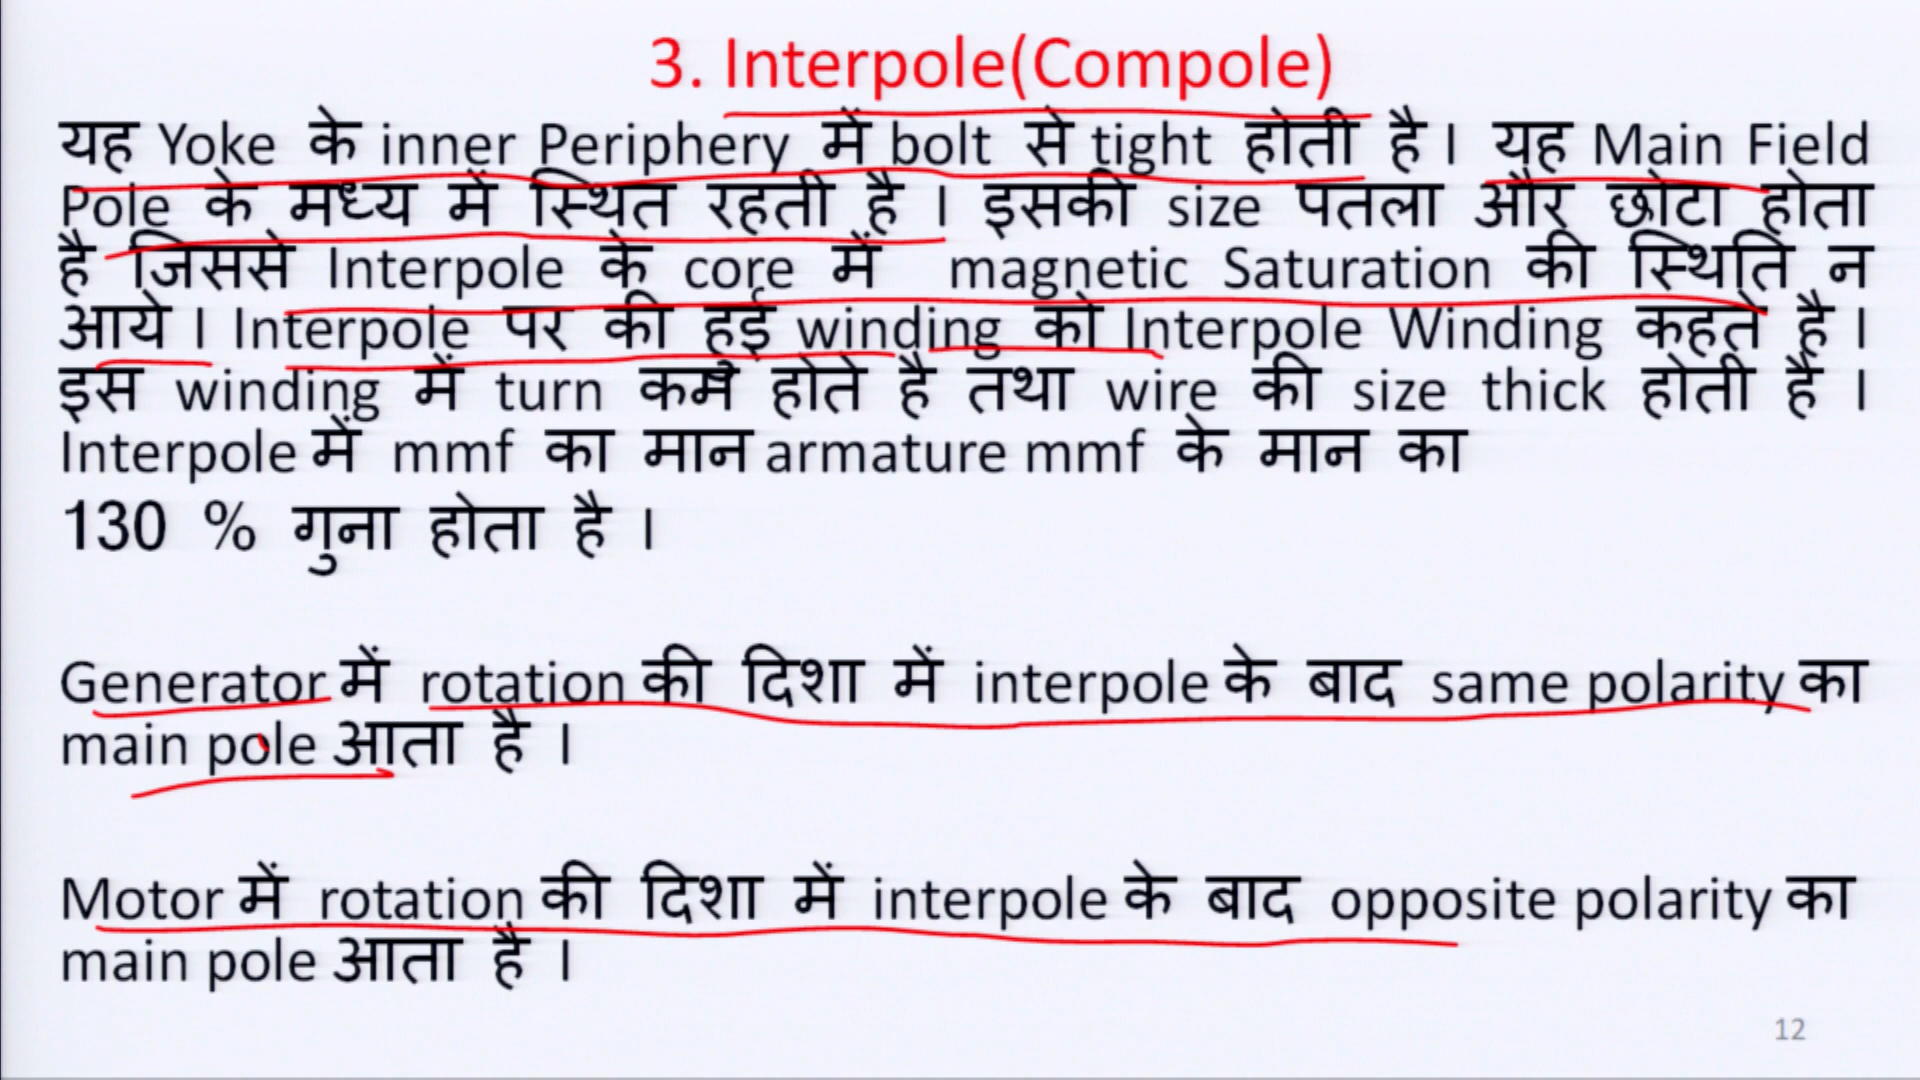 3. Interpole(Compole)
यह Yoke के inner Periphery में bolt से tight होती है। यह Main Field
Pole के मध्य में स्थित रहती है । इसकी size पतला और छोटा होता
है जिससे Interpole के core में magnetic Saturation की स्थिति न
आये । Interpole पर की हुई winding को Interpole Winding कहते है ।
इस winding में turn कम होते है तथा wire की size thick होती है ।
Interpole में mmf का मान armature mmf के मान का
130 % गुना होता है ।
Generator में rotation की दिशा में interpole के बाद same polarity का
main pole आता है ।
Motor में rotation की दिशा में interpole के बाद opposite polarity का
main pole आता है ।
12